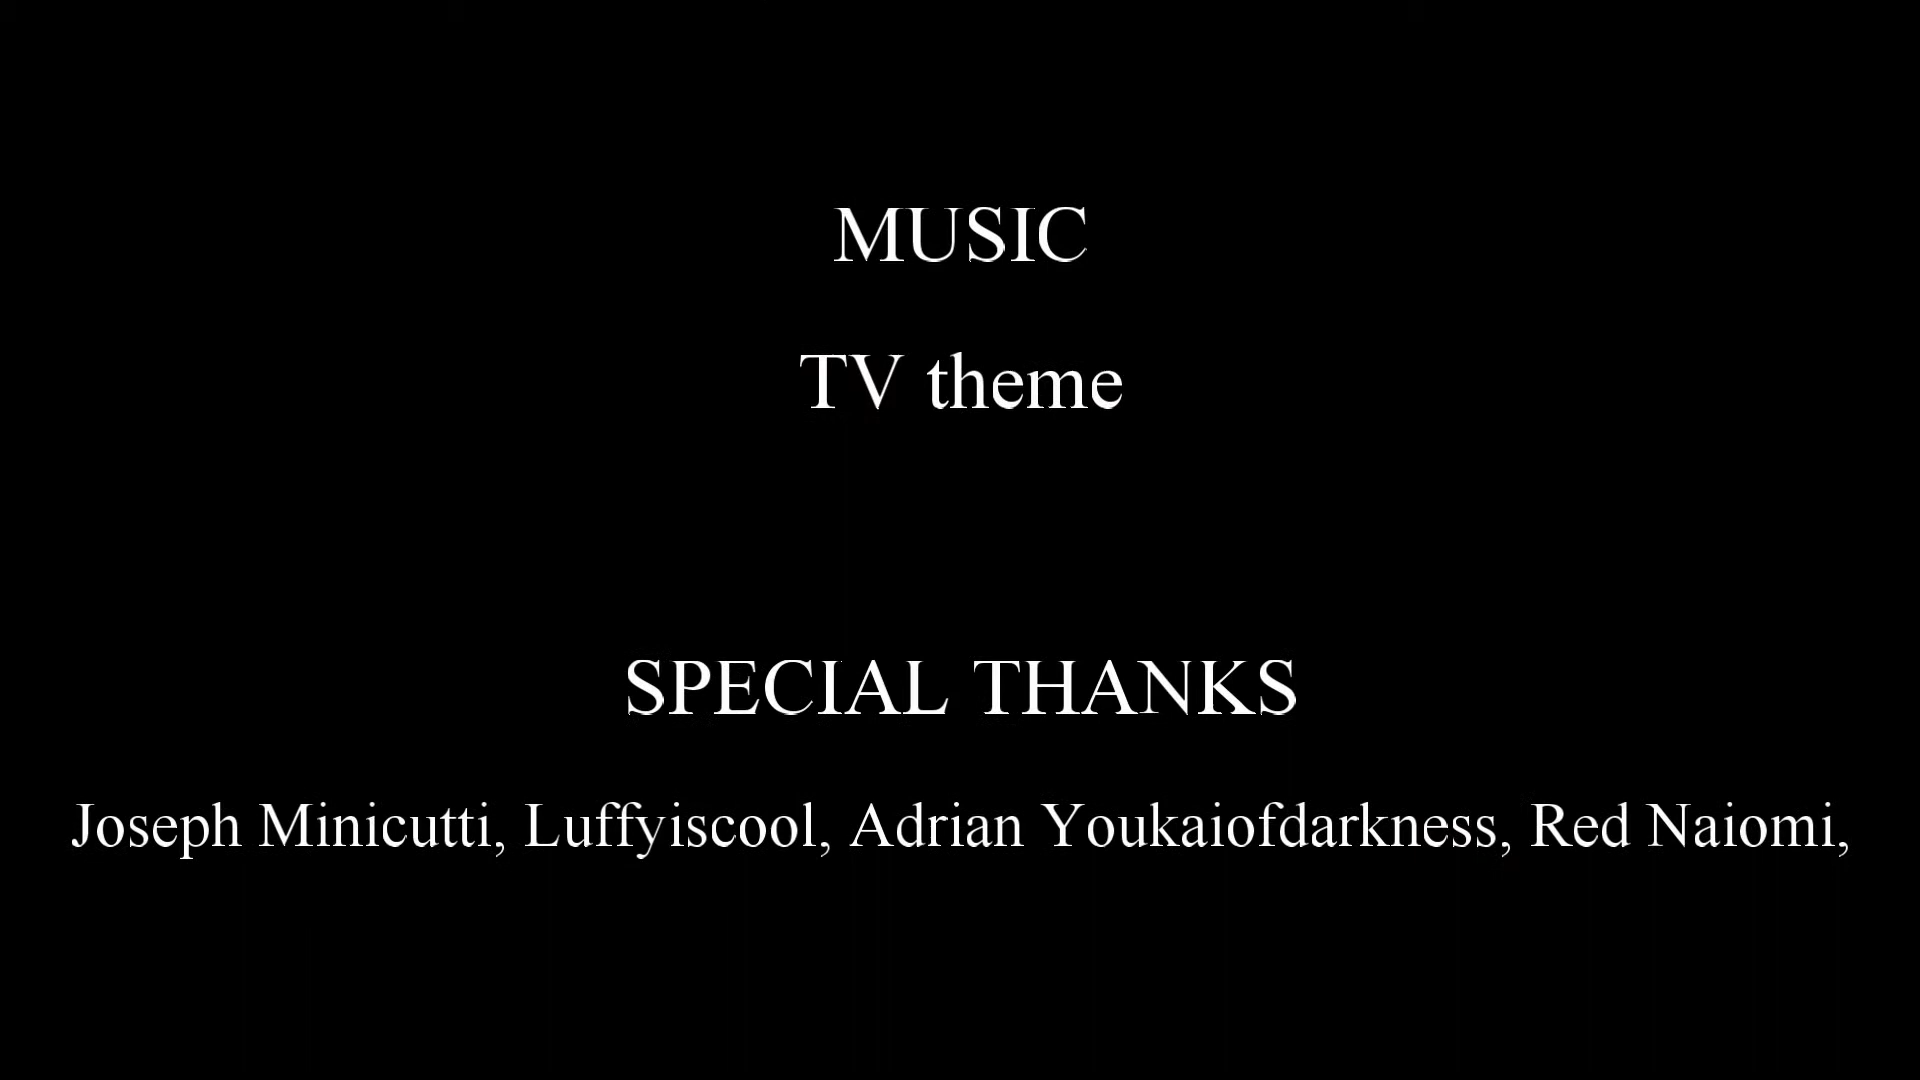 MUSIC
TV theme
SPECIAL THANKS
Joseph Minicutti, Luffyiscool, Adrian Youkaiofdarkness, Red Naiomi,